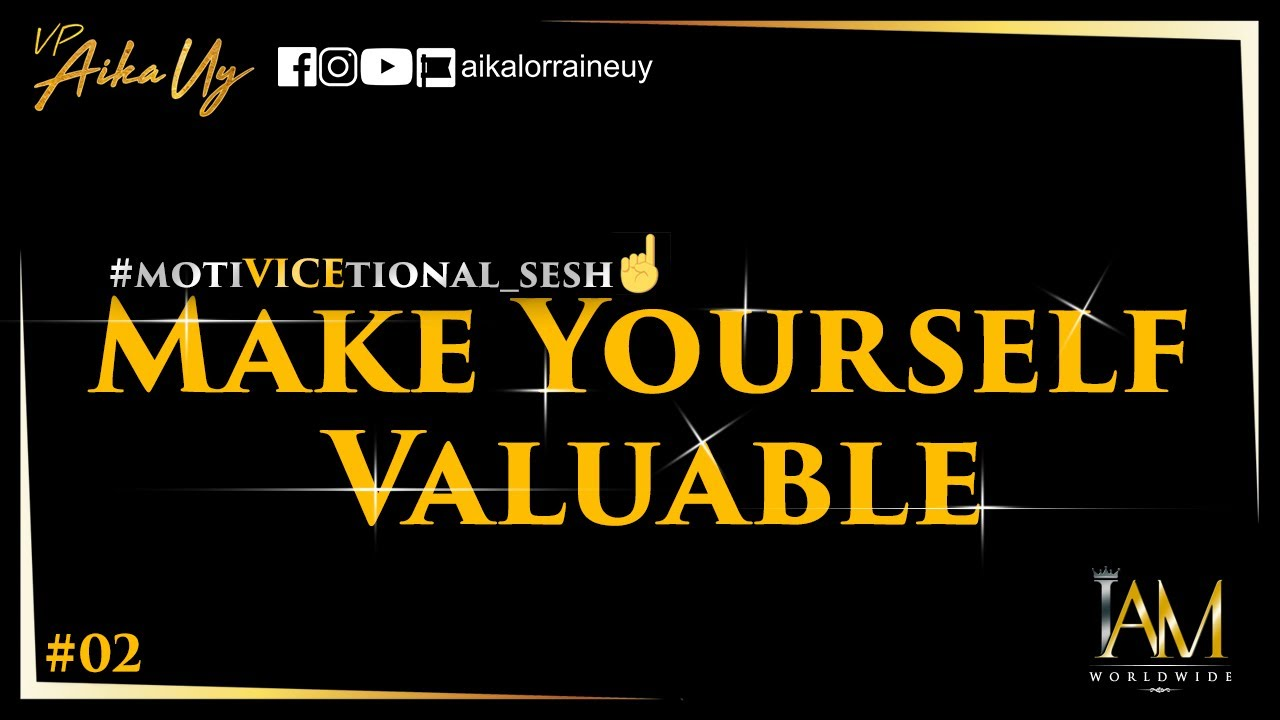 VP
Aika Uy
aikalorraineuy
#MOTIVICETIONAL_SESH☝
MAKE YOURSELF
VALUABLE
#02
IAM
WORLDWIDE